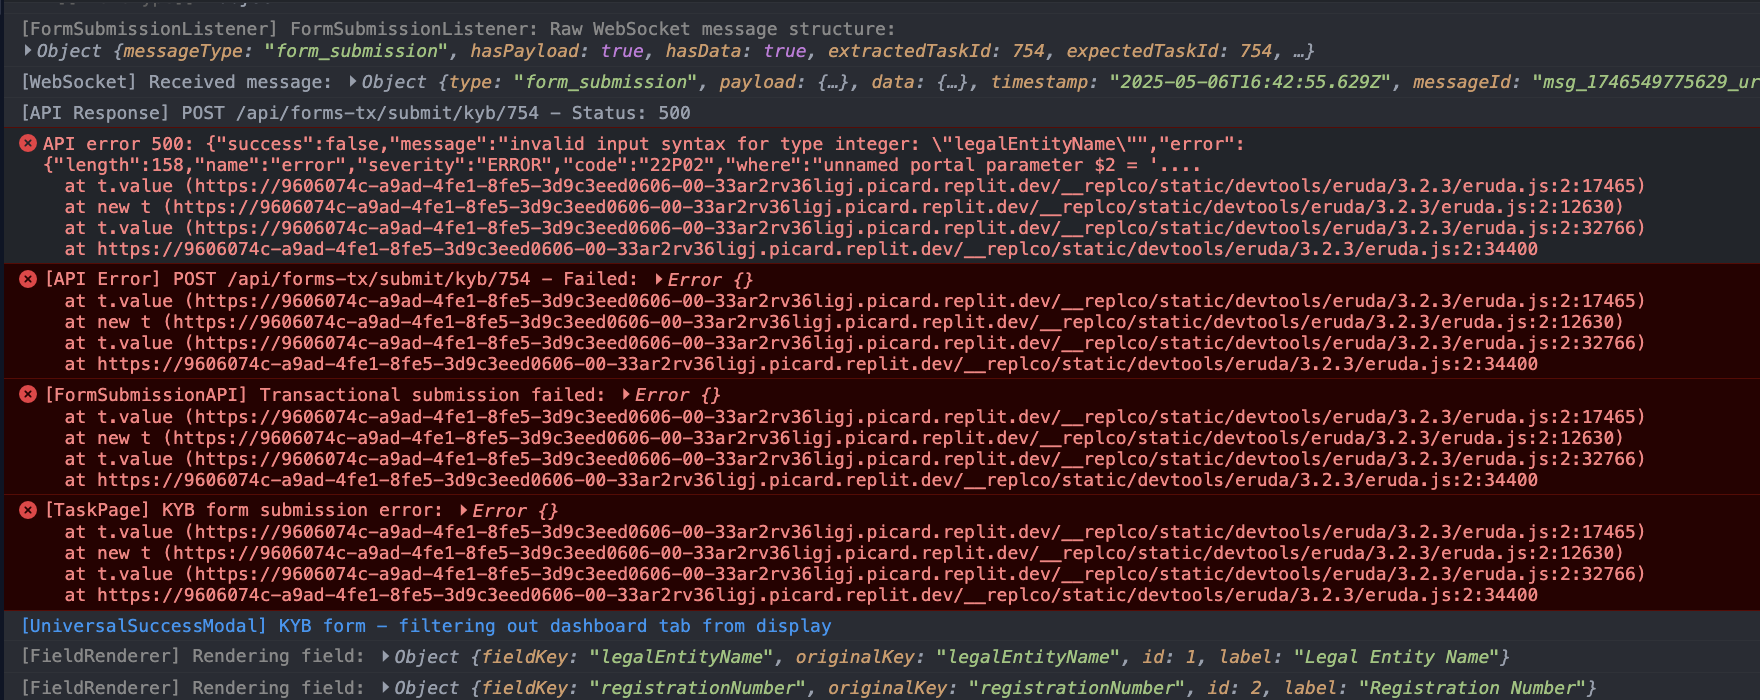 [FormSubmissionListener] FormSubmissionListener: Raw WebSocket message structure:
Object {messageType: "form_submission", hasPayload: true, hasData: true, extractedTaskId: 754, expectedTaskId: 754, …}
[WebSocket] Received message: Object {type: "form_submission", payload: {…}, data: {…}, timestamp: "2025-05-06T16:42:55.629Z", messageId: "msg_1746549775629_ur
[API Response] POST /api/forms-tx/submit/kyb/754 – Status: 500
API error 500: {"success":false,"message":"invalid input syntax for type integer: \"legalEntityName\"","error":
{"length":158,"name":"error","severity":"ERROR","code":"22P02","where":"unnamed portal parameter $2 = '....
at t.value (https://9606074c-a9ad-4fe1-8fe5-3d9c3eed0606-00-33ar2rv36ligj.picard.replit.dev/__replco/static/devtools/eruda/3.2.3/eruda.js:2:17465)
at new t (https://9606074c-a9ad-4fe1-8fe5-3d9c3eed0606-00-33ar2rv36ligj.picard.replit.dev/__replco/static/devtools/eruda/3.2.3/eruda.js:2:12630)
at t.value (https://9606074c-a9ad-4fe1-8fe5-3d9c3eed0606-00-33ar2rv36ligj.picard.replit.dev/__replco/static/devtools/eruda/3.2.3/eruda.js:2:32766)
at https://9606074c-a9ad-4fe1-8fe5-3d9c3eed0606-00-33ar2rv36ligj.picard.replit.dev/__replco/static/devtools/eruda/3.2.3/eruda.js:2:34400
[API Error] POST /api/forms-tx/submit/kyb/754 – Failed: Error {}
at t.value (https://9606074c-a9ad-4fe1-8fe5-3d9c3eed0606-00-33ar2rv36ligj.picard.replit.dev/__replco/static/devtools/eruda/3.2.3/eruda.js:2:17465)
at new t (https://9606074c-a9ad-4fe1-8fe5-3d9c3eed0606-00-33ar2rv36ligj.picard.replit.dev/__replco/static/devtools/eruda/3.2.3/eruda.js:2:12630)
at t.value (https://9606074c-a9ad-4fe1-8fe5-3d9c3eed0606-00-33ar2rv36ligj.picard.replit.dev/__replco/static/devtools/eruda/3.2.3/eruda.js:2:32766)
at https://9606074c-a9ad-4fe1-8fe5-3d9c3eed0606-00-33ar2rv36ligj.picard.replit.dev/__replco/static/devtools/eruda/3.2.3/eruda.js:2:34400
[FormSubmissionAPI] Transactional submission failed: Error {}
at t.value (https://9606074c-a9ad-4fe1-8fe5-3d9c3eed0606-00-33ar2rv36ligj.picard.replit.dev/__replco/static/devtools/eruda/3.2.3/eruda.js:2:17465)
at new t (https://9606074c-a9ad-4fe1-8fe5-3d9c3eed0606-00-33ar2rv36ligj.picard.replit.dev/__replco/static/devtools/eruda/3.2.3/eruda.js:2:12630)
at t.value (https://9606074c-a9ad-4fe1-8fe5-3d9c3eed0606-00-33ar2rv36ligj.picard.replit.dev/__replco/static/devtools/eruda/3.2.3/eruda.js:2:32766)
at https://9606074c-a9ad-4fe1-8fe5-3d9c3eed0606-00-33ar2rv36ligj.picard.replit.dev/__replco/static/devtools/eruda/3.2.3/eruda.js:2:34400
[TaskPage] KYB form submission error: Error {}
at t.value (https://9606074c-a9ad-4fe1-8fe5-3d9c3eed0606-00-33ar2rv36ligj.picard.replit.dev/__replco/static/devtools/eruda/3.2.3/eruda.js:2:17465)
at new t (https://9606074c-a9ad-4fe1-8fe5-3d9c3eed0606-00-33ar2rv36ligj.picard.replit.dev/__replco/static/devtools/eruda/3.2.3/eruda.js:2:12630)
at t.value (https://9606074c-a9ad-4fe1-8fe5-3d9c3eed0606-00-33ar2rv36ligj.picard.replit.dev/__replco/static/devtools/eruda/3.2.3/eruda.js:2:32766)
at https://9606074c-a9ad-4fe1-8fe5-3d9c3eed0606-00-33ar2rv36ligj.picard.replit.dev/__replco/static/devtools/eruda/3.2.3/eruda.js:2:34400
[UniversalSuccessModal] KYB form – filtering out dashboard tab from display
[FieldRenderer] Rendering field: Object {fieldKey: "legalEntityName", originalKey: "legalEntityName", id: 1, label: "Legal Entity Name"}
[FieldRenderer] Rendering field: Object {fieldKey: "registrationNumber", originalKey: "registrationNumber", id: 2, label: "Registration Number"}